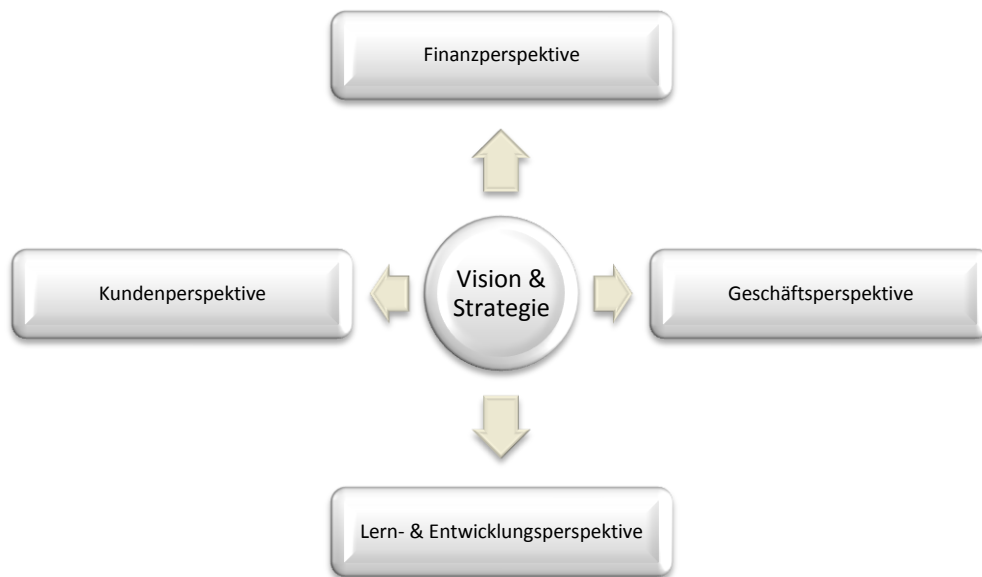 Finanzperspektive
Kundenperspektive
Vision &
Strategie
Geschäftsperspektive
Lern- & Entwicklungsperspektive